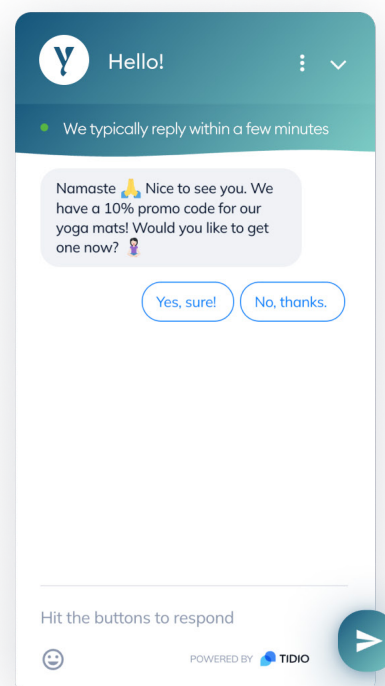 Y
Hello!
We typically reply within a few minutes
Namaste 🙏 Nice to see you. We
have a 10% promo code for our
yoga mats! Would you like to get
one now? 🧘🏻‍♀️
Yes, sure!
No, thanks.
Hit the buttons to respond
POWERED BY TIDIO